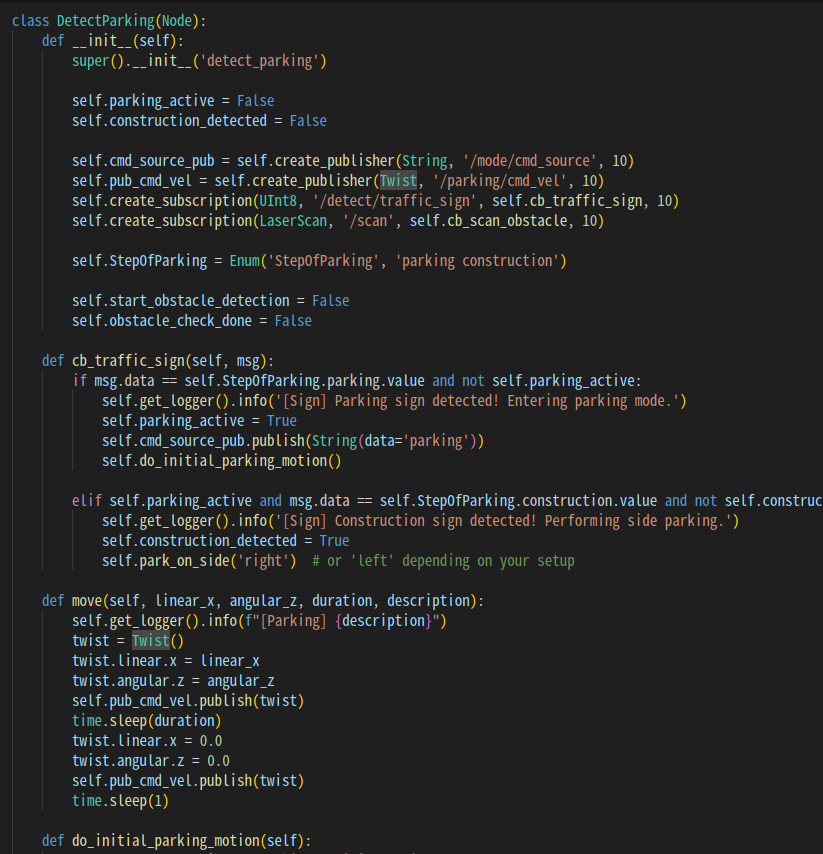 class DetectParking(Node):
def __init__(self):
super().__init__('detect_parking')
self.parking_active = False
self.construction_detected = False
self.cmd_source_pub = self.create_publisher(String, '/mode/cmd_source', 10)
self.pub_cmd_vel = self.create_publisher(Twist, '/parking/cmd_vel', 10)
self.create_subscription(UInt8, '/detect/traffic_sign', self.cb_traffic_sign, 10)
self.create_subscription(LaserScan, '/scan', self.cb_scan_obstacle, 10)
self.StepOfParking = Enum('StepOfParking', 'parking construction')
self.start_obstacle_detection = False
self.obstacle_check_done = False
def cb_traffic_sign(self, msg):
if msg.data == self.StepOfParking.parking.value and not self.parking_active:
self.get_logger().info('[Sign] Parking sign detected! Entering parking mode.')
self.parking_active = True
self.cmd_source_pub.publish(String(data='parking'))
self.do_initial_parking_motion()
elif self.parking_active and msg.data == self.StepOfParking.construction.value and not self.construc
self.get_logger().info('[Sign] Construction sign detected! Performing side parking.')
self.construction_detected = True
self.park_on_side('right')  # or 'left' depending on your setup
def move(self, linear_x, angular_z, duration, description):
self.get_logger().info(f"[Parking] {description}")
twist = Twist()
twist.linear.x = linear_x
twist.angular.z = angular_z
self.pub_cmd_vel.publish(twist)
time.sleep(duration)
twist.linear.x = 0.0
twist.angular.z = 0.0
self.pub_cmd_vel.publish(twist)
time.sleep(1)
def do_initial_parking_motion(self):